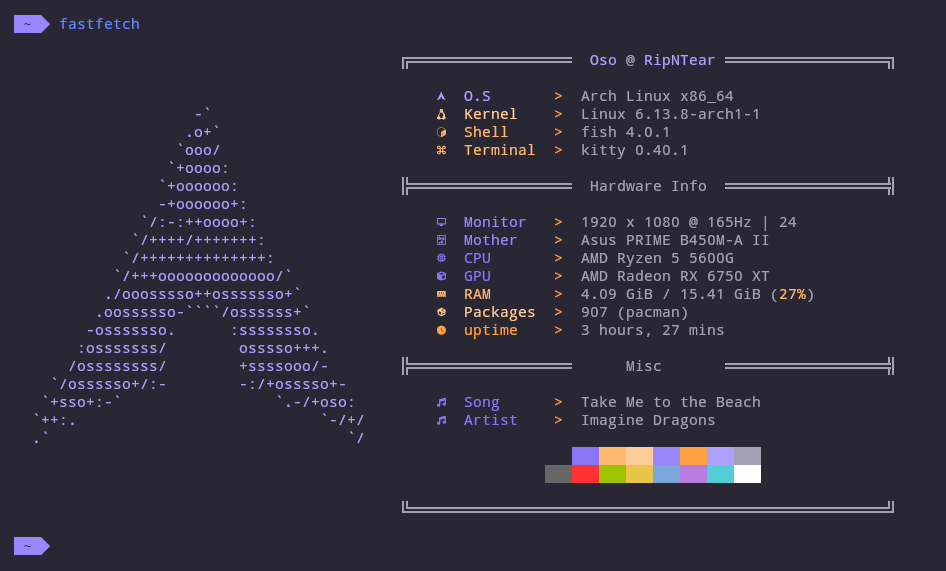 ~ fastfetch
Oso @ RipNTear
O.S > Arch Linux x86_64
Kernel > Linux 6.13.8-arch1-1
Shell > fish 4.0.1
Terminal > kitty 0.40.1
Hardware Info
Monitor > 1920 x 1080 @ 165Hz | 24
Mother > Asus PRIME B450M-A II
CPU > AMD Ryzen 5 5600G
GPU > AMD Radeon RX 6750 XT
RAM > 4.09 GiB / 15.41 GiB (27%)
Packages > 907 (pacman)
uptime > 3 hours, 27 mins
Misc
Song > Take Me to the Beach
Artist > Imagine Dragons
-`
.o+`
`ooo/
`+oooo:
`+oooooo:
-+oooooo+:
`/:-:++oooo+:
`/++++/+++++++:
`/++++++++++++++:
`/+++ooooooooooooo/`
./ooosssso++osssssso+`
.oossssso-````/ossssss+`
-osssssso.      :ssssssso.
:osssssss/        osssso+++.
/ossssssss/        +ssssooo/-
`/ossssso+/:-        -:/+osssso+-
`+sso+:-`                 `.-/+oso:
`++:.                           `-/+/
.`                                 `/
~